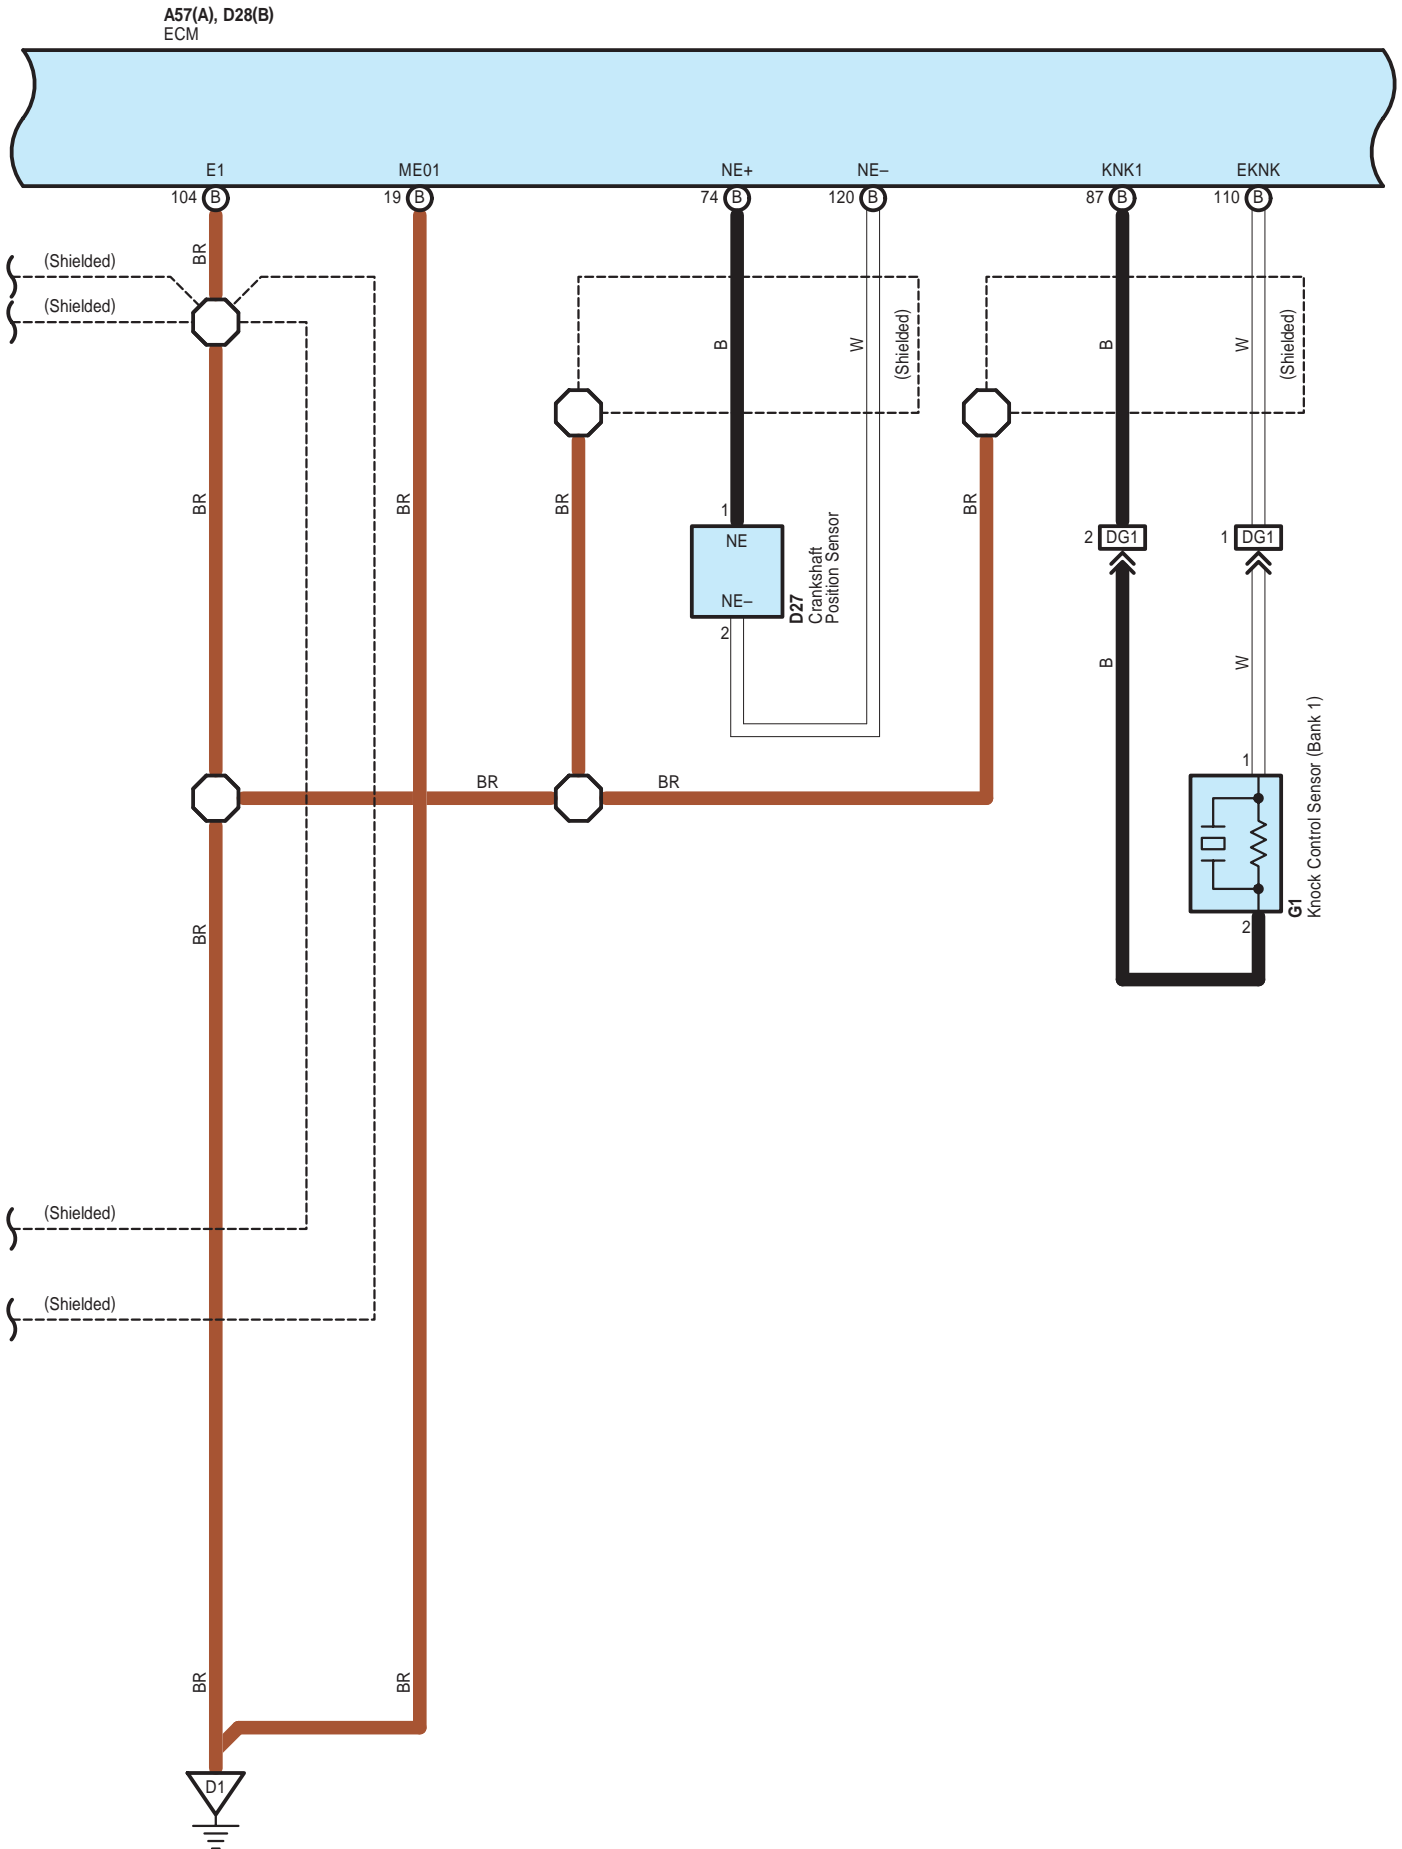 A57(A), D28(B)
ECM
E1
ME01
NE+
NE–
KNK1
EKNK
104 B
19 B
74 B
120 B
87 B
110 B
BR
(Shielded)
(Shielded)
B
W
(Shielded)
B
W
(Shielded)
BR
BR
BR
BR
1
NE
NE–
2
D27
Crankshaft
Position Sensor
2 DG1
1 DG1
B
W
BR
BR
1
2
G1
Knock Control Sensor (Bank 1)
BR
(Shielded)
(Shielded)
BR
BR
D1